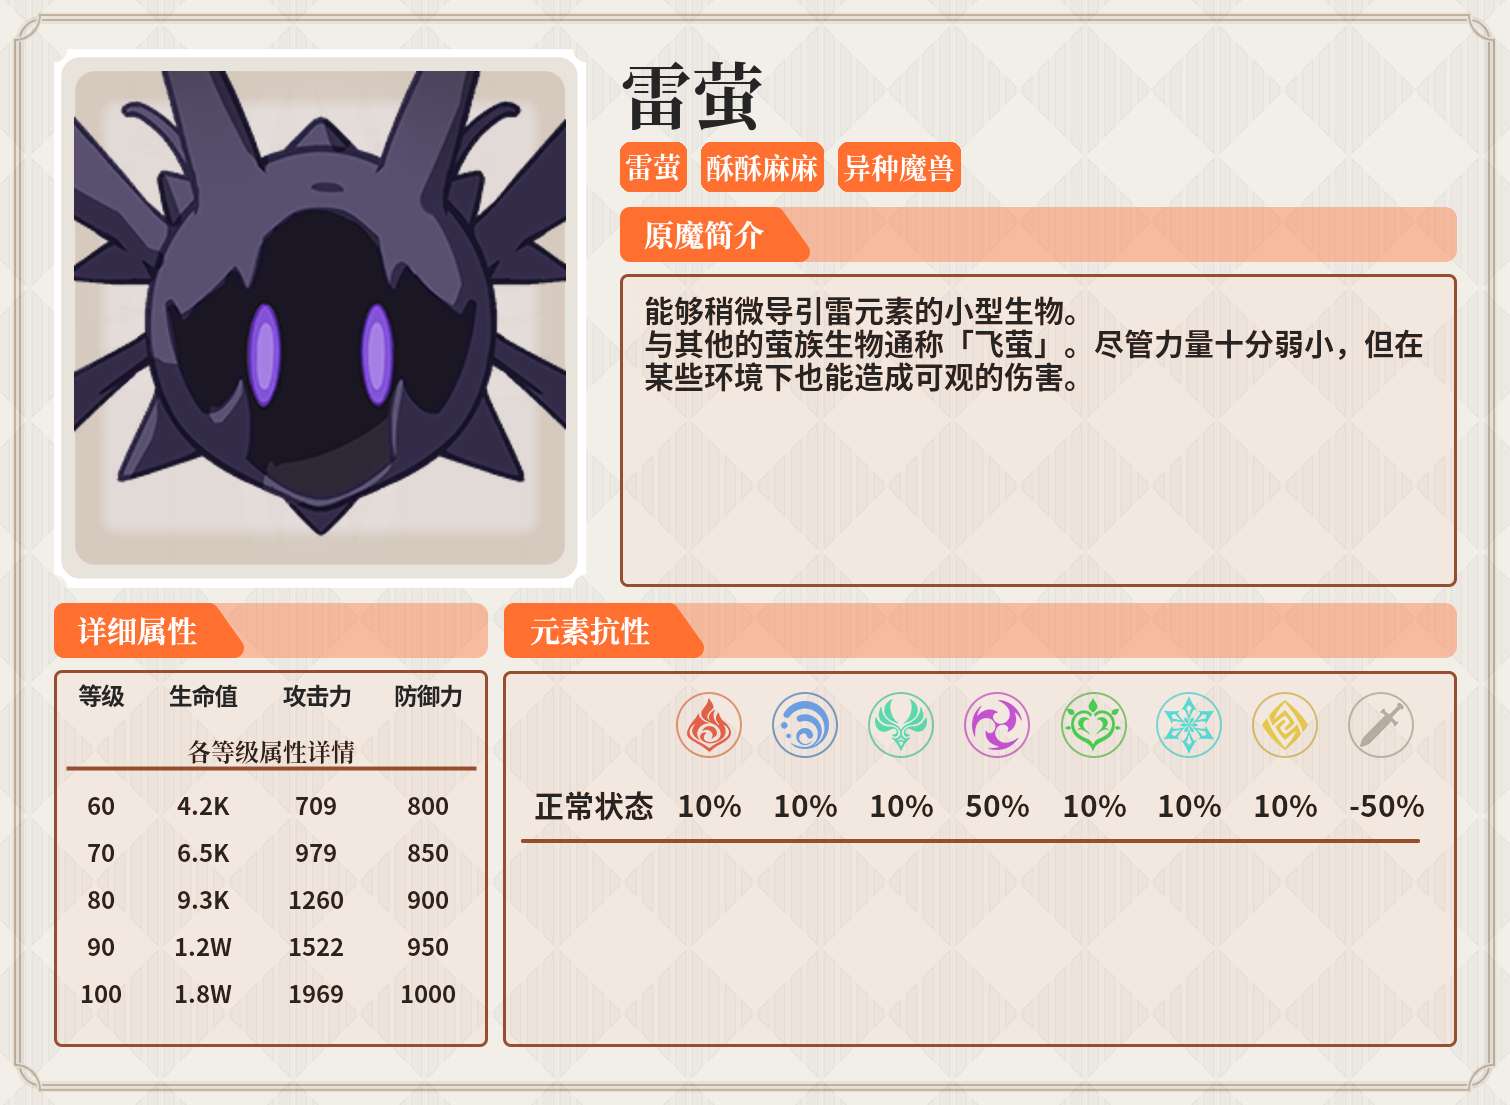 雷萤
雷萤 酥酥麻麻 异种魔兽
原魔简介
能够稍微导引雷元素的小型生物。
与其他的萤族生物通称「飞萤」。尽管力量十分弱小，但在
某些环境下也能造成可观的伤害。
详细属性
等级 生命值 攻击力 防御力
各等级属性详情
60 4.2K 709 800
70 6.5K 979 850
80 9.3K 1260 900
90 1.2W 1522 950
100 1.8W 1969 1000
元素抗性
正常状态 10% 10% 10% 50% 10% 10% 10% -50%